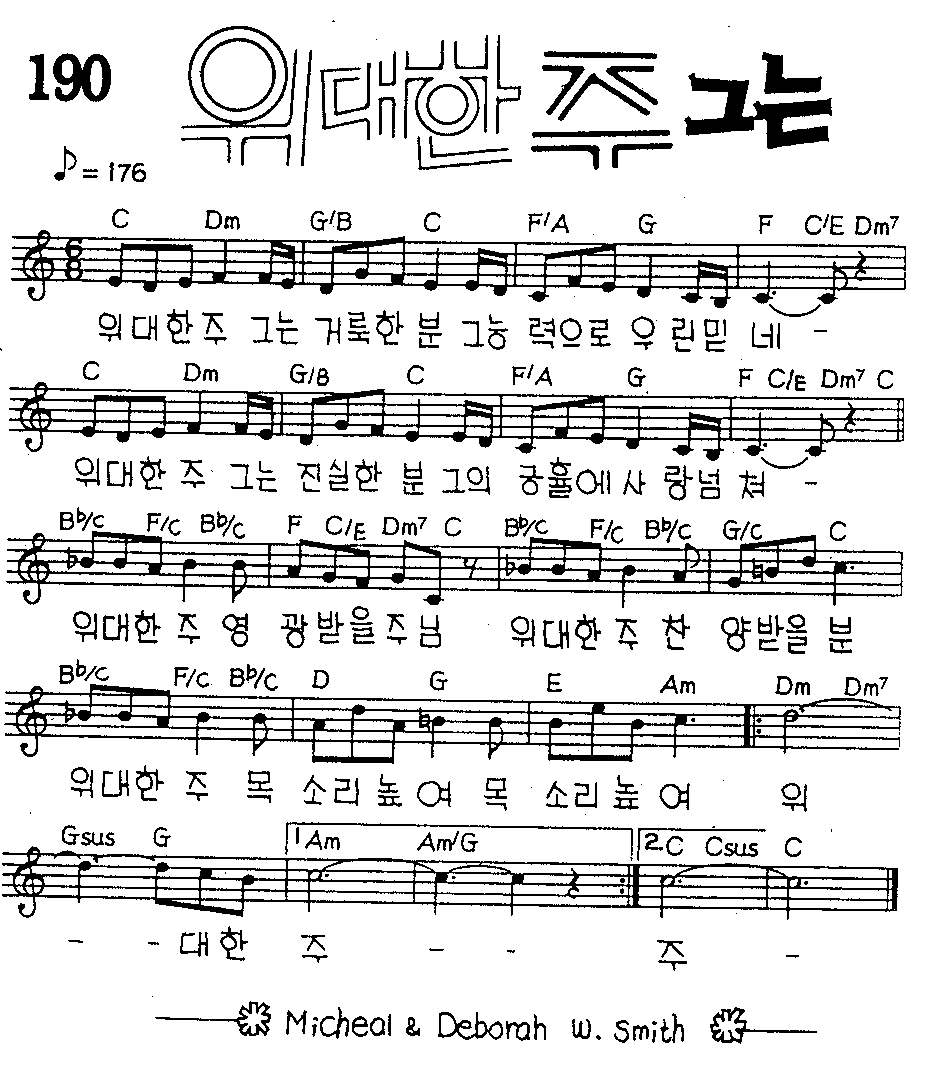 190 위대한 주 그는
♪= 176
C Dm G/B C F/A G F C/E Dm7
위대한주 그는 거룩한 분 그능 력으로 우 린믿 네 -
C Dm G/B C F/A G F C/E Dm7 C
위대한 주 그는 진실한 분 그의 긍휼에사 랑넘 쳐 -
B♭/C F/C B♭/C F C/E Dm7 C B♭/C F/C B♭/C G/C C
위대한 주 영 광받을주님 위대한 주 찬 양받을 분
B♭/C F/C B♭/C D G E Am Dm Dm7
위대한 주 목 소리높 여 목 소리높 여 위
Gsus G 1 Am Am/G 2. C Csus C
- - 대한 주 - - 주 -
Micheal & Deborah W. Smith